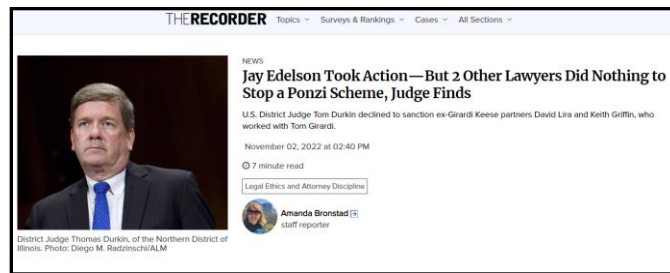 THE RECORDER Topics Surveys & Rankings Cases All Sections
NEWS
Jay Edelson Took Action—But 2 Other Lawyers Did Nothing to
Stop a Ponzi Scheme, Judge Finds
U.S. District Judge Tom Durkin declined to sanction ex-Girardi Keese partners David Lira and Keith Griffin, who
worked with Tom Girardi.
November 02, 2022 at 02:40 PM
7 minute read
Legal Ethics and Attorney Discipline
Amanda Bronstad
staff reporter
District Judge Thomas Durkin, of the Northern District of
Illinois. Photo: Diego M. Radzinschi/ALM